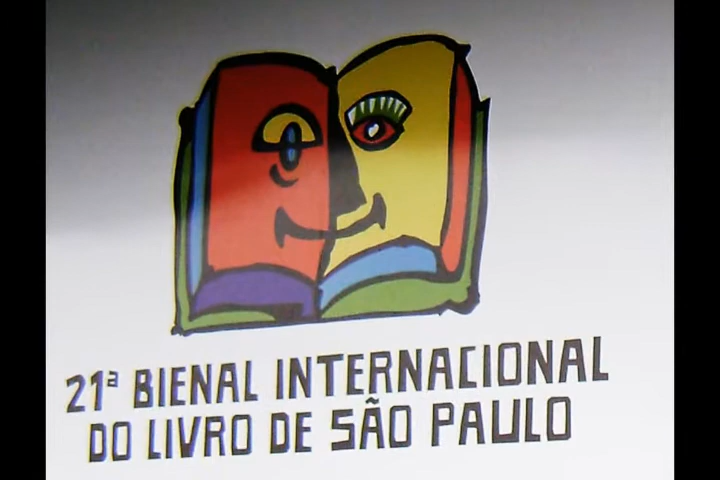 21ª BIENAL INTERNACIONAL
DO LIVRO DE SÃO PAULO